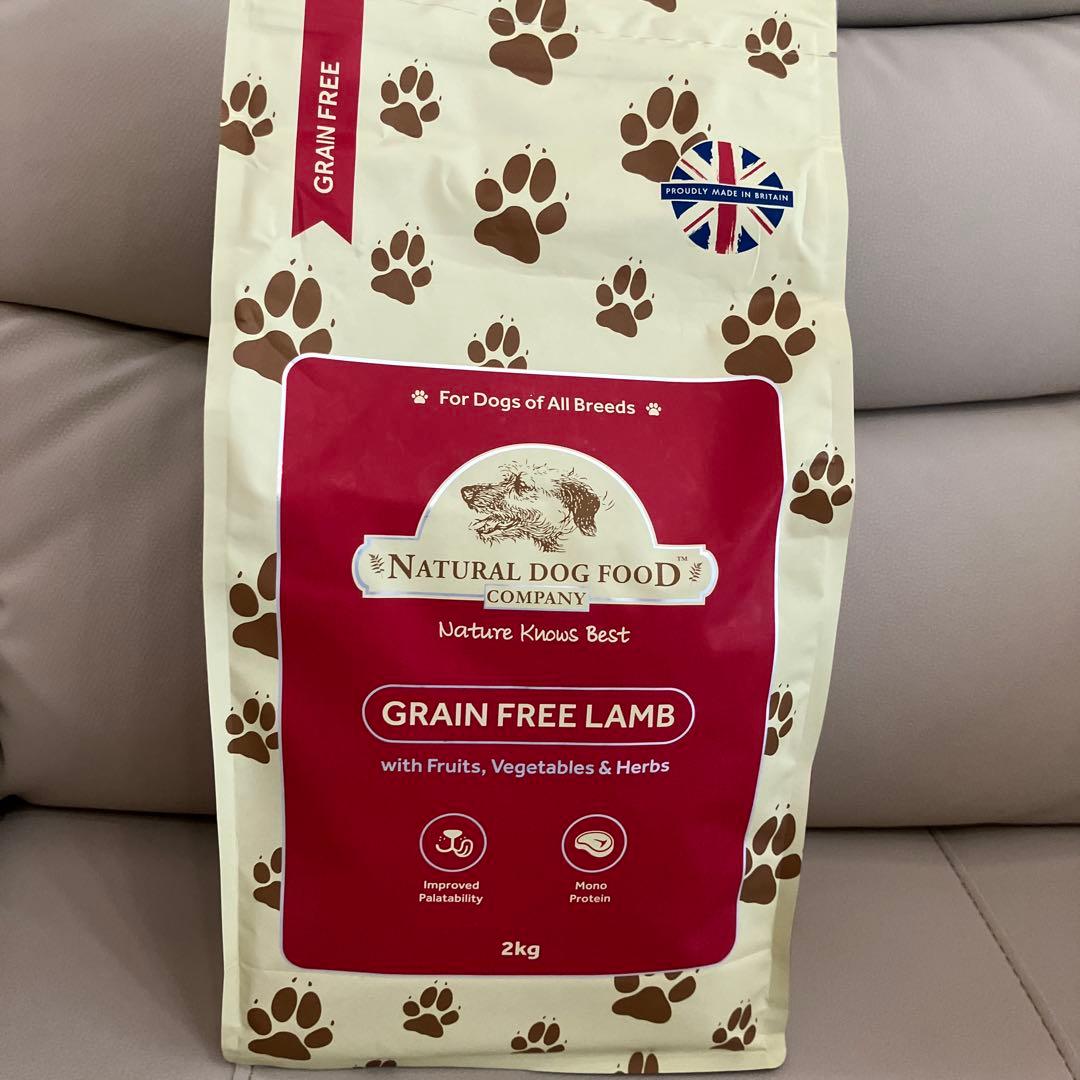 GRAIN FREE
PROUDLY MADE IN BRITAIN
For Dogs of All Breeds
NATURAL DOG FOOD™
COMPANY
Nature Knows Best
GRAIN FREE LAMB
with Fruits, Vegetables & Herbs
Improved
Palatability
Mono
Protein
2kg